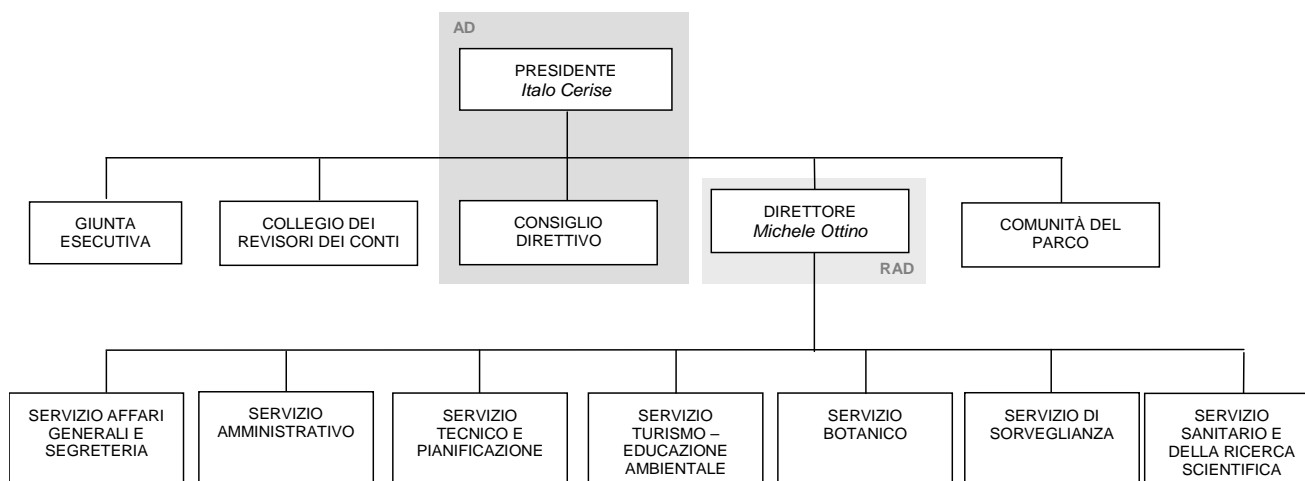 AD
PRESIDENTE
Italo Cerise
GIUNTA
ESECUTIVA
COLLEGIO DEI
REVISORI DEI CONTI
CONSIGLIO
DIRETTIVO
DIRETTORE
Michele Ottino
RAD
COMUNITÀ DEL
PARCO
SERVIZIO AFFARI
GENERALI E
SEGRETERIA
SERVIZIO
AMMINISTRATIVO
SERVIZIO
TECNICO E
PIANIFICAZIONE
SERVIZIO
TURISMO –
EDUCAZIONE
AMBIENTALE
SERVIZIO
BOTANICO
SERVIZIO DI
SORVEGLIANZA
SERVIZIO
SANITARIO E
DELLA RICERCA
SCIENTIFICA